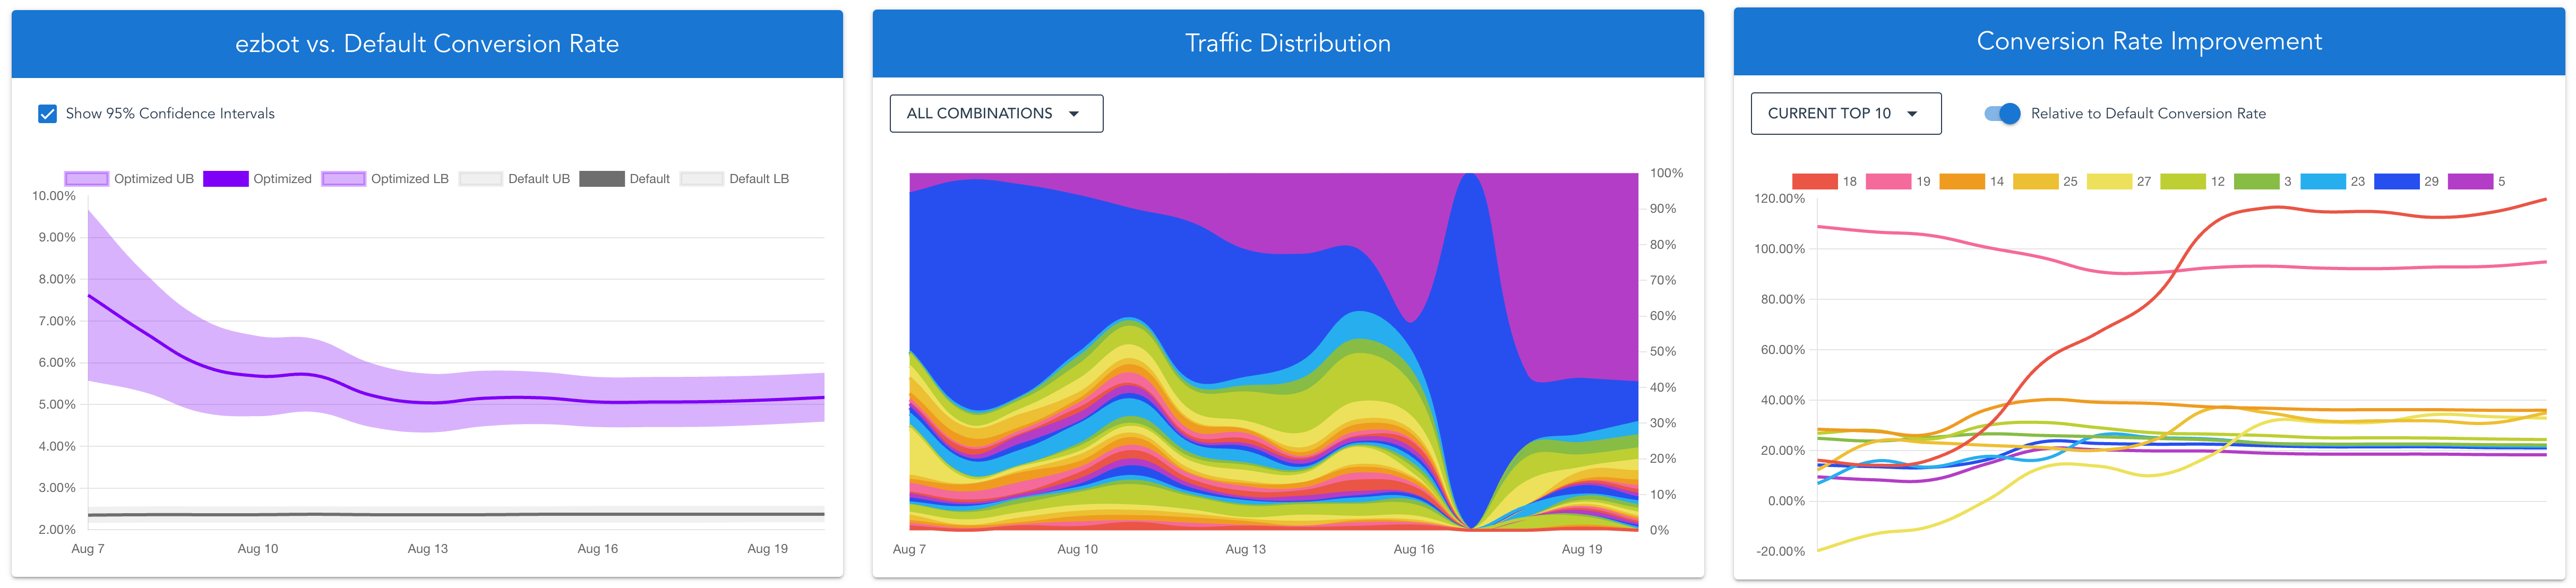 ezbot vs. Default Conversion Rate
Show 95% Confidence Intervals
Optimized UB Optimized Optimized LB Default UB Default Default LB
10.00%
9.00%
8.00%
7.00%
6.00%
5.00%
4.00%
3.00%
2.00%
Aug 7 Aug 10 Aug 13 Aug 16 Aug 19
Traffic Distribution
ALL COMBINATIONS
100%
90%
80%
70%
60%
50%
40%
30%
20%
10%
0%
Aug 7 Aug 10 Aug 13 Aug 16 Aug 19
Conversion Rate Improvement
CURRENT TOP 10 Relative to Default Conversion Rate
18 19 14 25 27 12 3 23 29 5
120.00%
100.00%
80.00%
60.00%
40.00%
20.00%
0.00%
-20.00%